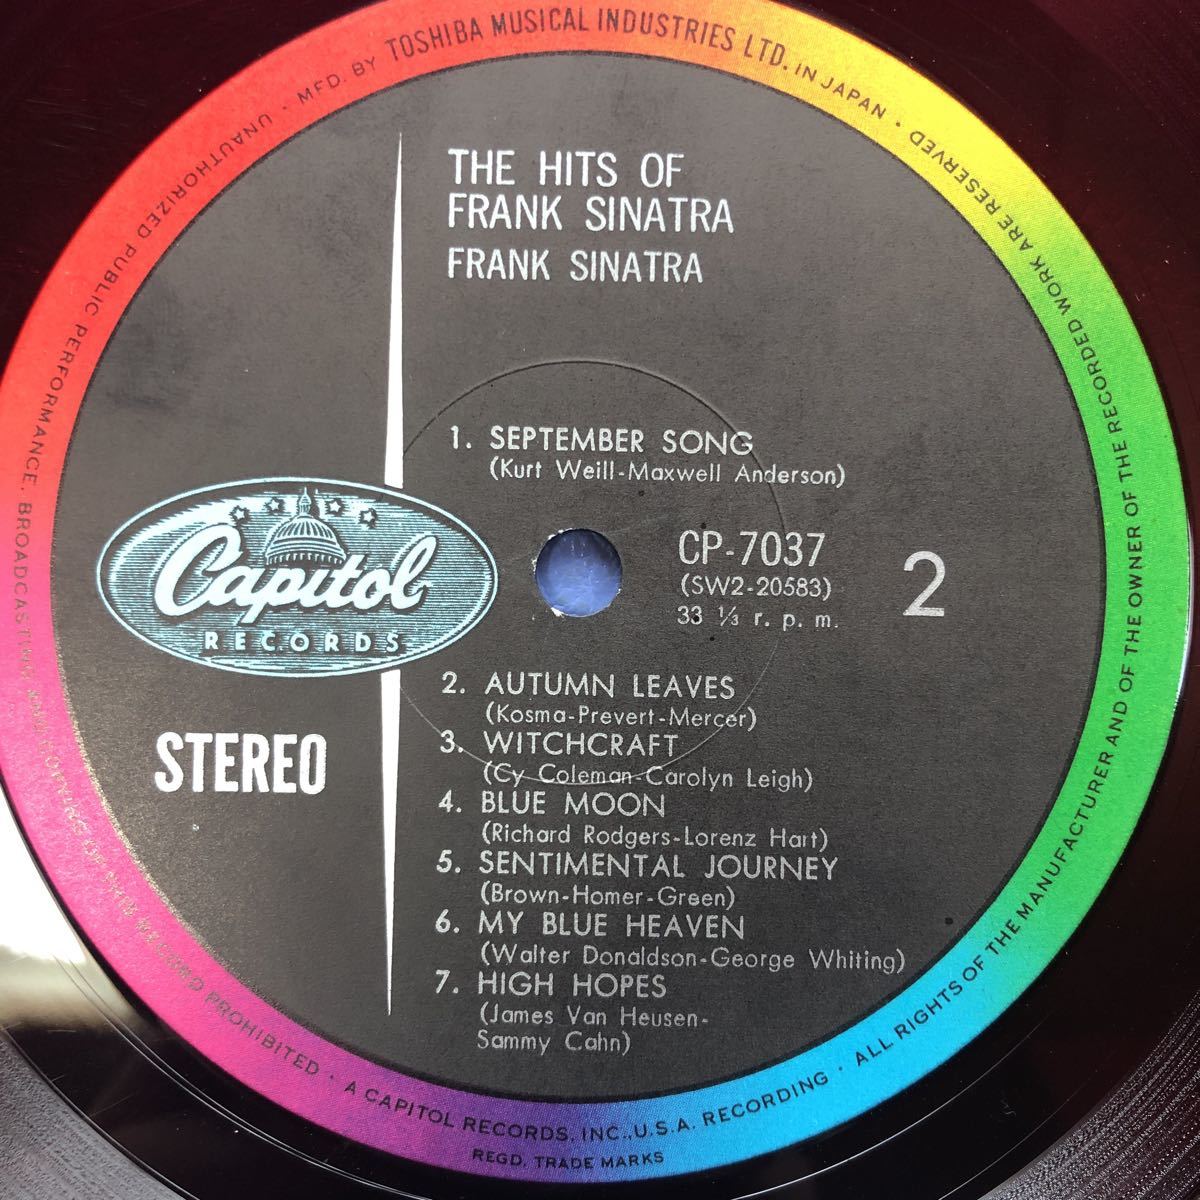 MFD. BY TOSHIBA MUSICAL INDUSTRIES LTD. IN JAPAN · ALL RIGHTS OF THE MANUFACTURER AND OF THE OWNER OF THE RECORDED WORK ARE RESERVED ·
UNAUTHORIZED PUBLIC PERFORMANCE, BROADCASTING AND COPYING OF THIS RECORD PROHIBITED · A CAPITOL RECORDS, INC., U.S.A. RECORDING ·
REGD. TRADE MARKS
THE HITS OF
FRANK SINATRA
FRANK SINATRA
1. SEPTEMBER SONG
(Kurt Weill-Maxwell Anderson)
Capitol
RECORDS
STEREO
CP-7037
(SW2-20583)
33 ⅓ r. p. m.
2
2. AUTUMN LEAVES
(Kosma-Prevert-Mercer)
3. WITCHCRAFT
(Cy Coleman-Carolyn Leigh)
4. BLUE MOON
(Richard Rodgers-Lorenz Hart)
5. SENTIMENTAL JOURNEY
(Brown-Homer-Green)
6. MY BLUE HEAVEN
(Walter Donaldson-George Whiting)
7. HIGH HOPES
(James Van Heusen-
Sammy Cahn)